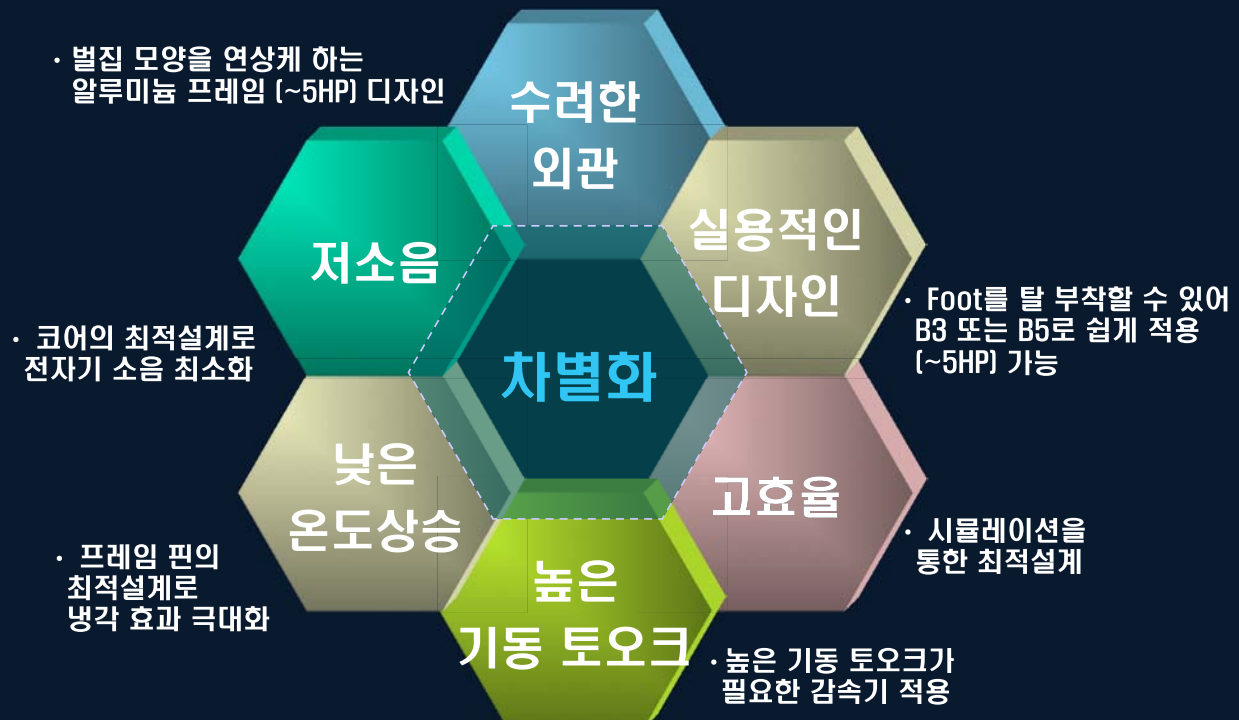 · 벌집 모양을 연상케 하는
알루미늄 프레임 (~5HP) 디자인
수려한
외관
저소음
실용적인
디자인
· Foot를 탈 부착할 수 있어
B3 또는 B5로 쉽게 적용
(~5HP) 가능
· 코어의 최적설계로
전자기 소음 최소화
차별화
낮은
온도상승
고효율
· 시뮬레이션을
통한 최적설계
· 프레임 핀의
최적설계로
냉각 효과 극대화
높은
기동 토오크
· 높은 기동 토오크가
필요한 감속기 적용